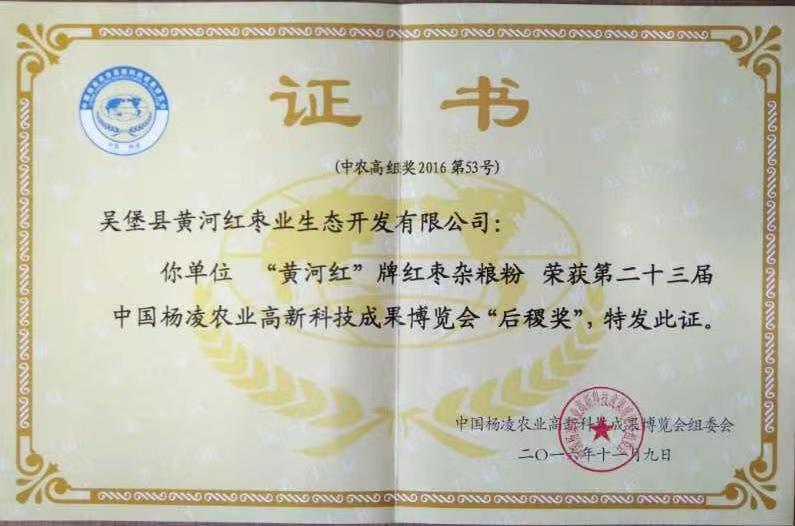 证书
(中农高组奖2016第53号)
吴堡县黄河红枣业生态开发有限公司：
你单位 “黄河红”牌红枣杂粮粉 荣获第二十三届
中国杨凌农业高新科技成果博览会“后稷奖”，特发此证。
中国杨凌农业高新科技成果博览会组委会
二〇一六年十一月九日